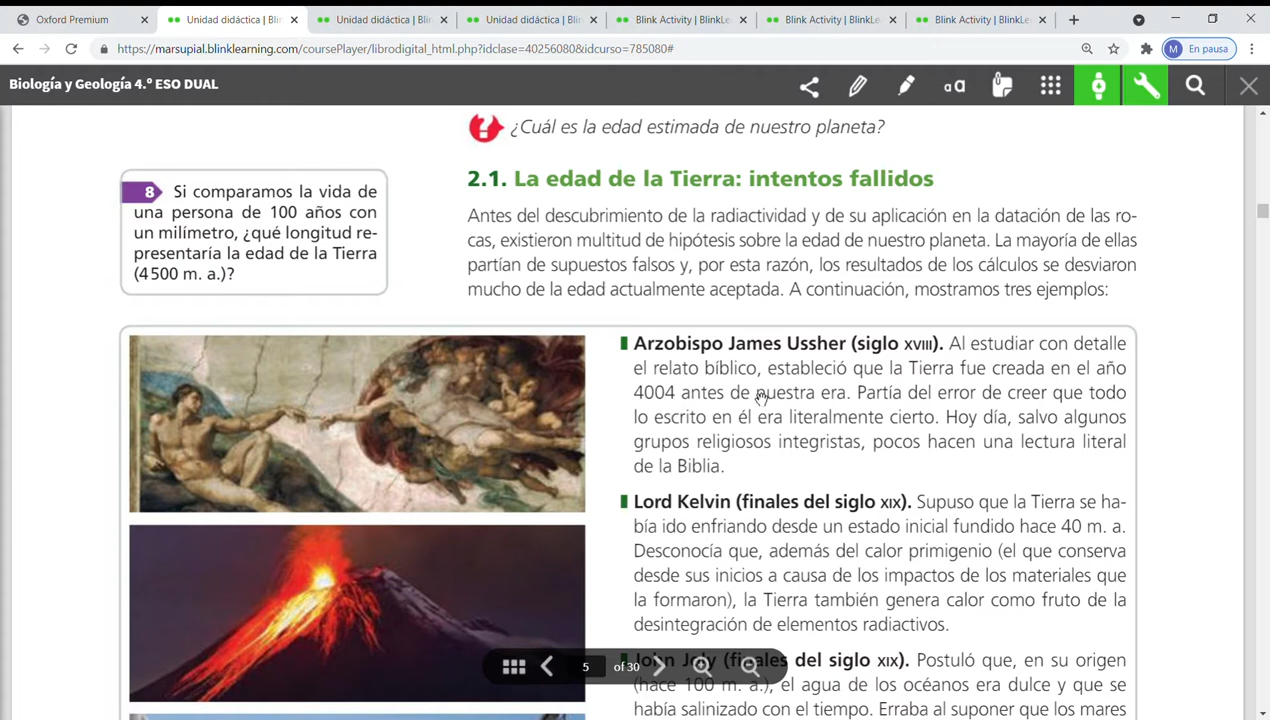 Oxford Premium
Unidad didáctica | Blin
Unidad didáctica | Blin
Unidad didáctica | Blin
Blink Activity | BlinkLe
Blink Activity | BlinkLe
Blink Activity | BlinkLe
https://marsupial.blinklearning.com/coursePlayer/librodigital_html.php?idclase=40256080&idcurso=785080#
M En pausa
Biología y Geología 4.º ESO DUAL
aa
¿Cuál es la edad estimada de nuestro planeta?
8 Si comparamos la vida de
una persona de 100 años con
un milímetro, ¿qué longitud re-
presentaría la edad de la Tierra
(4500 m. a.)?
2.1. La edad de la Tierra: intentos fallidos
Antes del descubrimiento de la radiactividad y de su aplicación en la datación de las ro-
cas, existieron multitud de hipótesis sobre la edad de nuestro planeta. La mayoría de ellas
partían de supuestos falsos y, por esta razón, los resultados de los cálculos se desviaron
mucho de la edad actualmente aceptada. A continuación, mostramos tres ejemplos:
Arzobispo James Ussher (siglo XVIII). Al estudiar con detalle
el relato bíblico, estableció que la Tierra fue creada en el año
4004 antes de nuestra era. Partía del error de creer que todo
lo escrito en él era literalmente cierto. Hoy día, salvo algunos
grupos religiosos integristas, pocos hacen una lectura literal
de la Biblia.
Lord Kelvin (finales del siglo XIX). Supuso que la Tierra se ha-
bía ido enfriando desde un estado inicial fundido hace 40 m. a.
Desconocía que, además del calor primigenio (el que conserva
desde sus inicios a causa de los impactos de los materiales que
la formaron), la Tierra también genera calor como fruto de la
desintegración de elementos radiactivos.
John Joly (finales del siglo XIX). Postuló que, en su origen
(hace 100 m. a.), el agua de los océanos era dulce y que se
había salinizado con el tiempo. Erraba al suponer que los mares
5 of 30